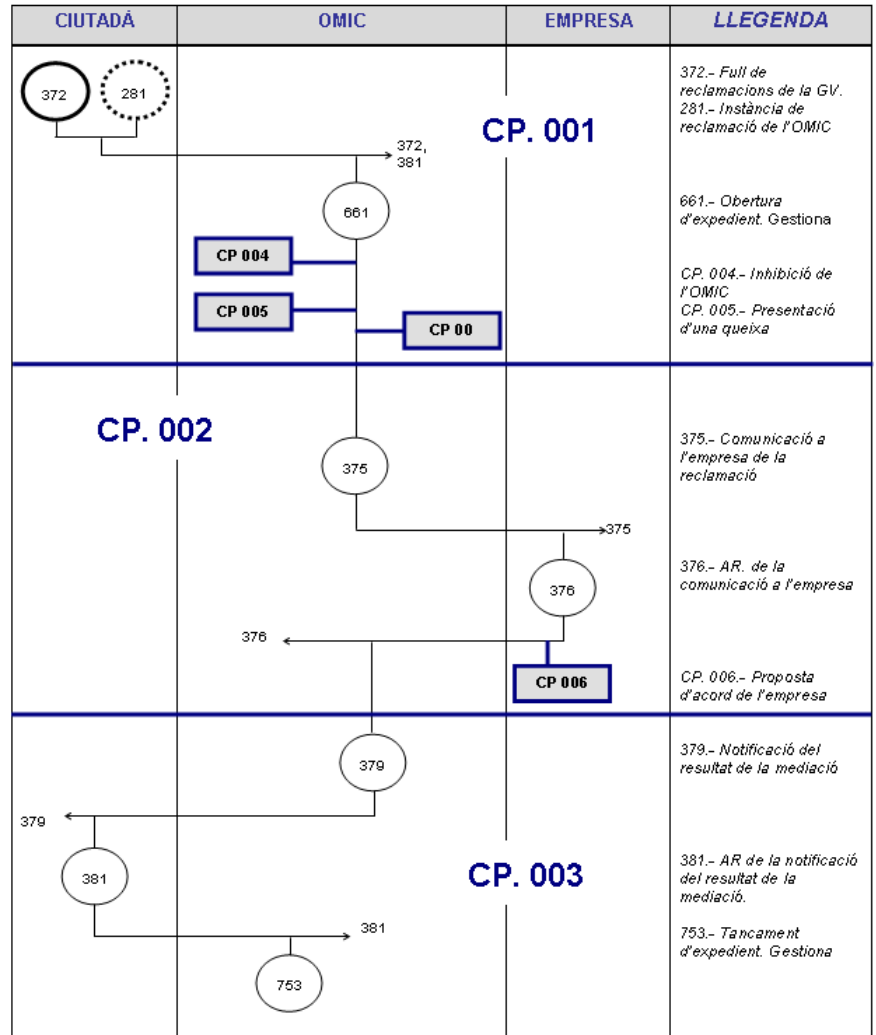 CIUTADÀ OMIC EMPRESA LLEGENDA
372 281
372.- Full de
reclamacions de la GV.
281.- Instància de
reclamació de l'OMIC
CP. 001
372,
381
661
661.- Obertura
d'expedient. Gestiona
CP 004
CP 005
CP 00
CP. 004.- Inhibició de
l'OMIC
CP. 005.- Presentació
d'una queixa
CP. 002
375
375.- Comunicació a
l'empresa de la
reclamació
375
376
376.- AR. de la
comunicació a l'empresa
376
CP 006
CP. 006.- Proposta
d'acord de l'empresa
379
379.- Notificació del
resultat de la mediació
379
CP. 003
381
381.- AR de la notificació
del resultat de la
mediació.
381
753
753.- Tancament
d'expedient. Gestiona